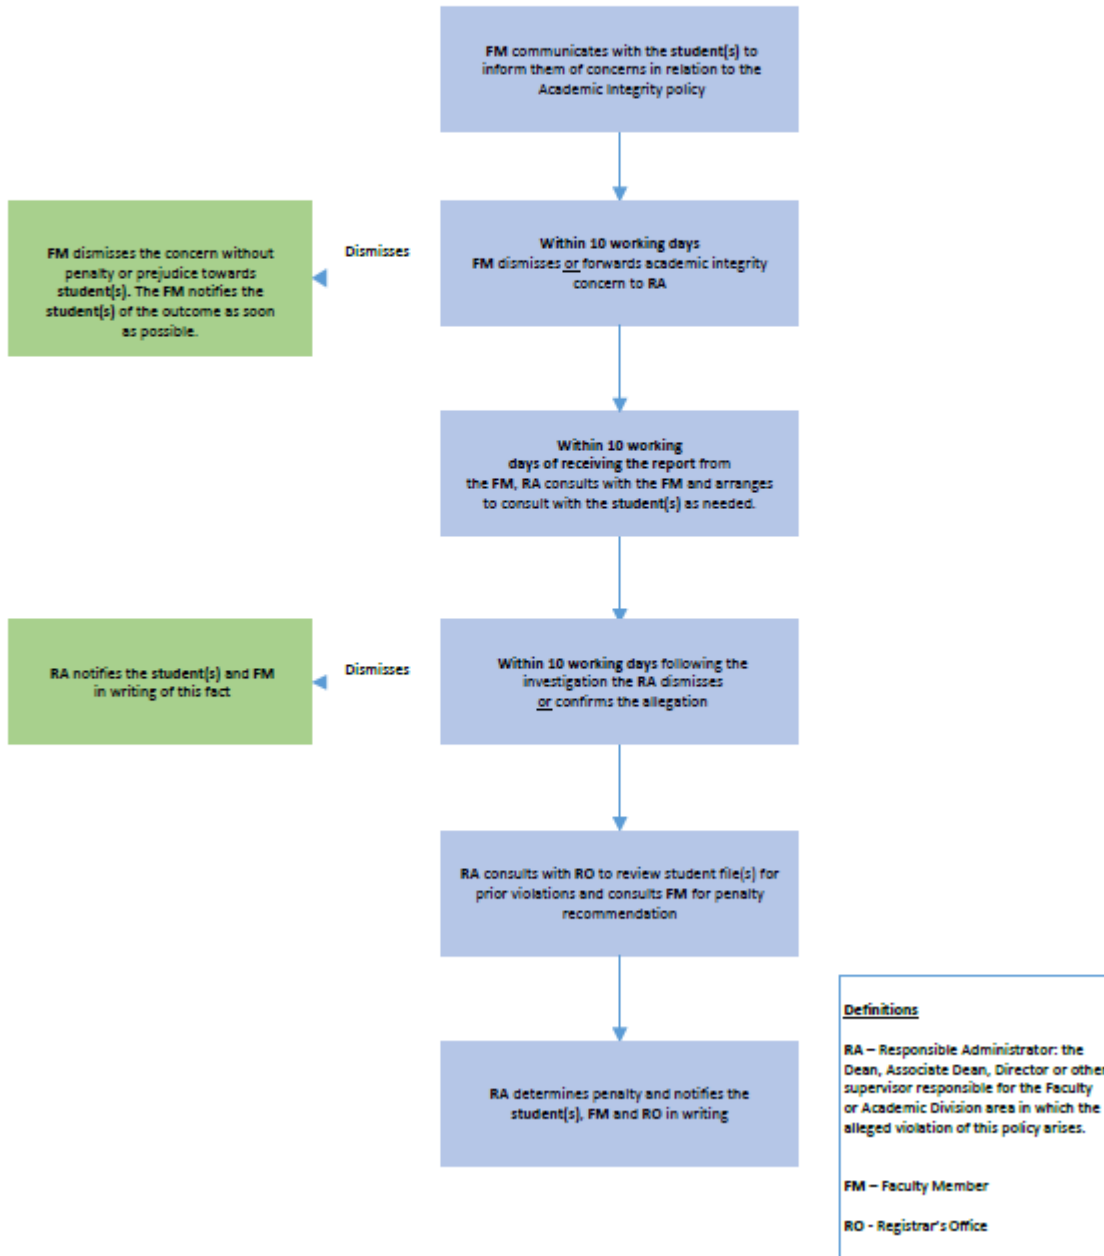 FM communicates with the student(s) to
inform them of concerns in relation to the
Academic Integrity policy
Within 10 working days
FM dismisses or forwards academic integrity
concern to RA
Dismisses
FM dismisses the concern without
penalty or prejudice towards
student(s). The FM notifies the
student(s) of the outcome as soon
as possible.
Within 10 working
days of receiving the report from
the FM, RA consults with the FM and arranges
to consult with the student(s) as needed.
Within 10 working days following the
investigation the RA dismisses
or confirms the allegation
Dismisses
RA notifies the student(s) and FM
in writing of this fact
RA consults with RO to review student file(s) for
prior violations and consults FM for penalty
recommendation
RA determines penalty and notifies the
student(s), FM and RO in writing
Definitions
RA – Responsible Administrator: the
Dean, Associate Dean, Director or other
supervisor responsible for the Faculty
or Academic Division area in which the
alleged violation of this policy arises.
FM – Faculty Member
RO - Registrar's Office